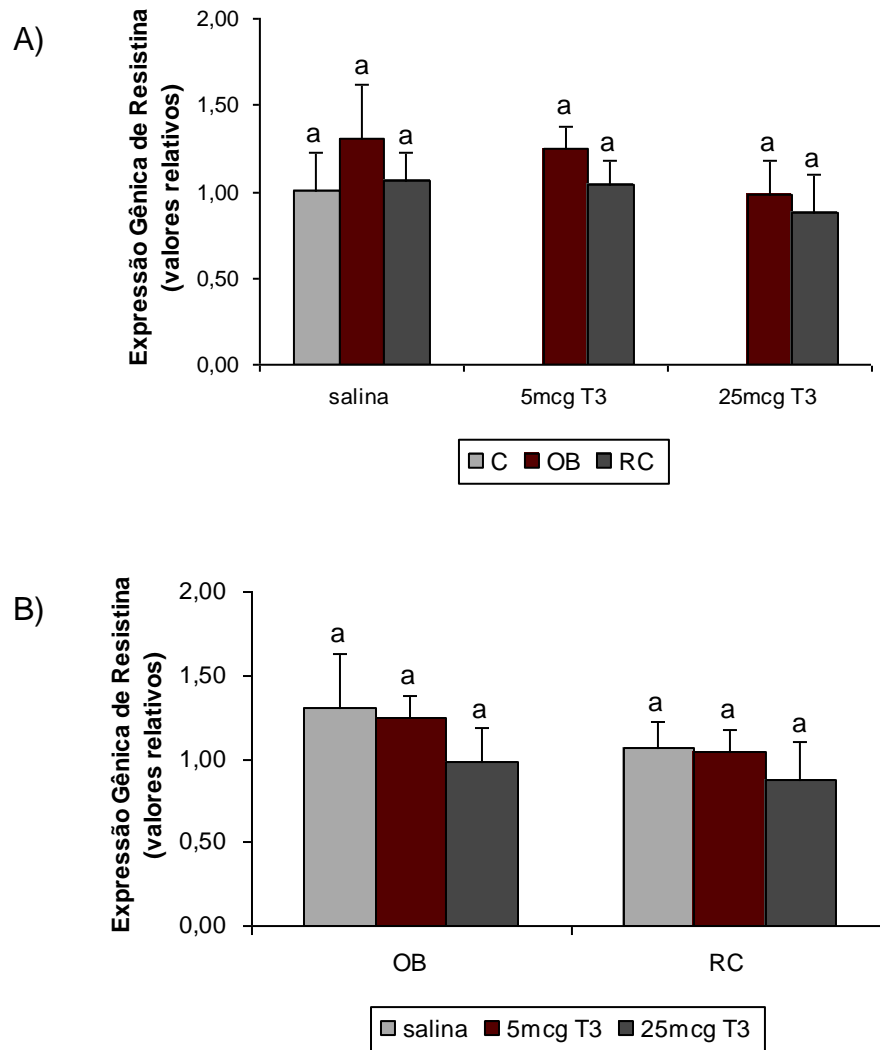 A)
Expressão Gênica de Resistina
(valores relativos)
2,00
1,50
1,00
0,50
0,00
a
a
a
a
a
a
a
salina
5mcg T3
25mcg T3
C
OB
RC
B)
Expressão Gênica de Resistina
(valores relativos)
2,00
1,50
1,00
0,50
0,00
a
a
a
a
a
a
OB
RC
salina
5mcg T3
25mcg T3